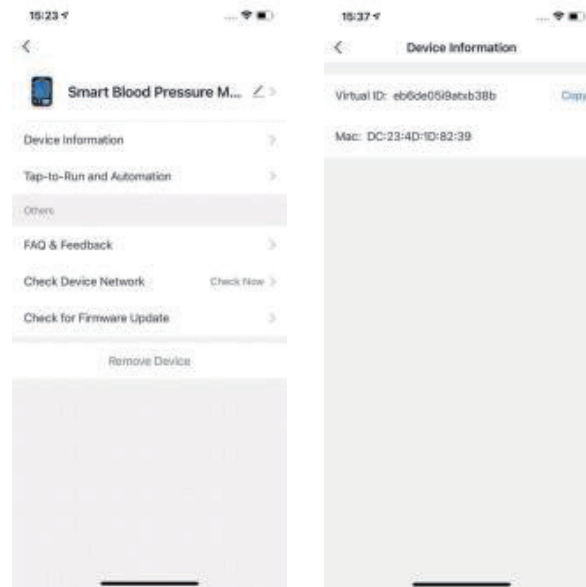 15:23
Smart Blood Pressure M...
Device Information
Tap-to-Run and Automation
Others
FAQ & Feedback
Check Device Network Check Now
Check for Firmware Update
Remove Device
15:37
Device Information
Virtual ID: Copy
Mac: DC:23:4D:1D:82:39